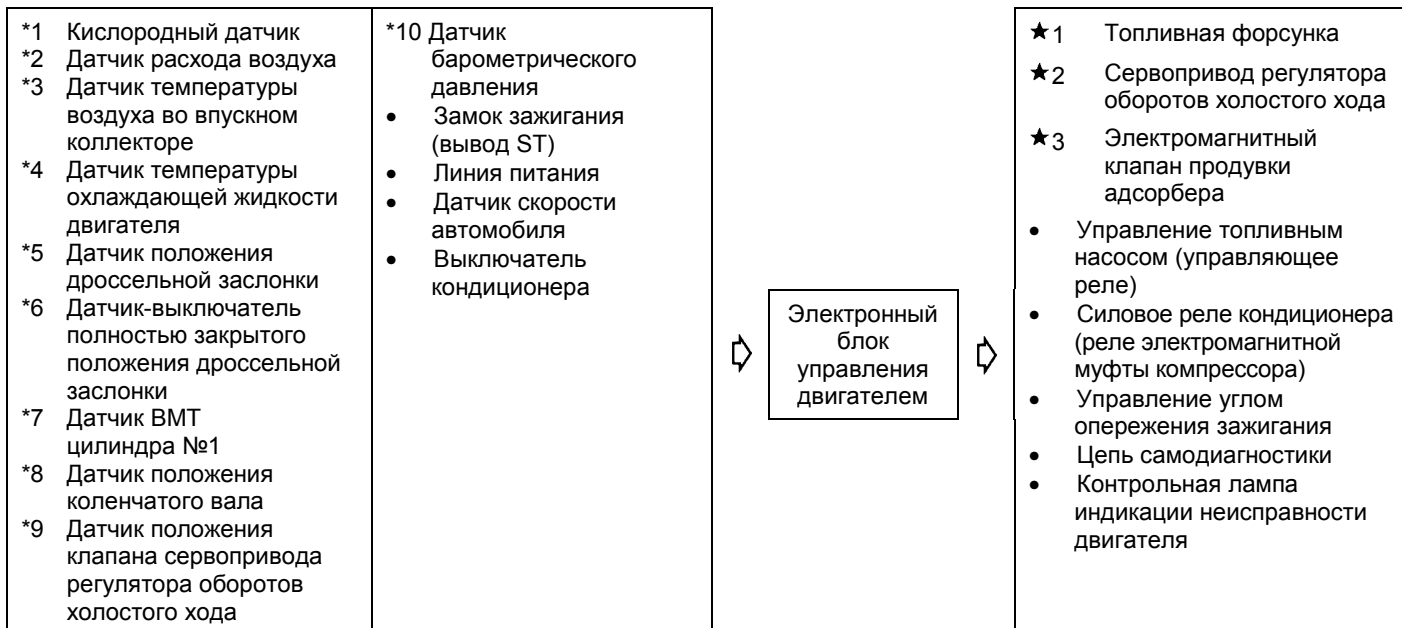 *1 Кислородный датчик
*2 Датчик расхода воздуха
*3 Датчик температуры
воздуха во впускном
коллекторе
*4 Датчик температуры
охлаждающей жидкости
двигателя
*5 Датчик положения
дроссельной заслонки
*6 Датчик-выключатель
полностью закрытого
положения дроссельной
заслонки
*7 Датчик ВМТ
цилиндра №1
*8 Датчик положения
коленчатого вала
*9 Датчик положения
клапана сервопривода
регулятора оборотов
холостого хода
*10 Датчик
барометрического
давления
• Замок зажигания
(вывод ST)
• Линия питания
• Датчик скорости
автомобиля
• Выключатель
кондиционера
Электронный
блок
управления
двигателем
★1 Топливная форсунка
★2 Сервопривод регулятора
оборотов холостого хода
★3 Электромагнитный
клапан продувки
адсорбера
• Управление топливным
насосом (управляющее
реле)
• Силовое реле кондиционера
(реле электромагнитной
муфты компрессора)
• Управление углом
опережения зажигания
• Цепь самодиагностики
• Контрольная лампа
индикации неисправности
двигателя